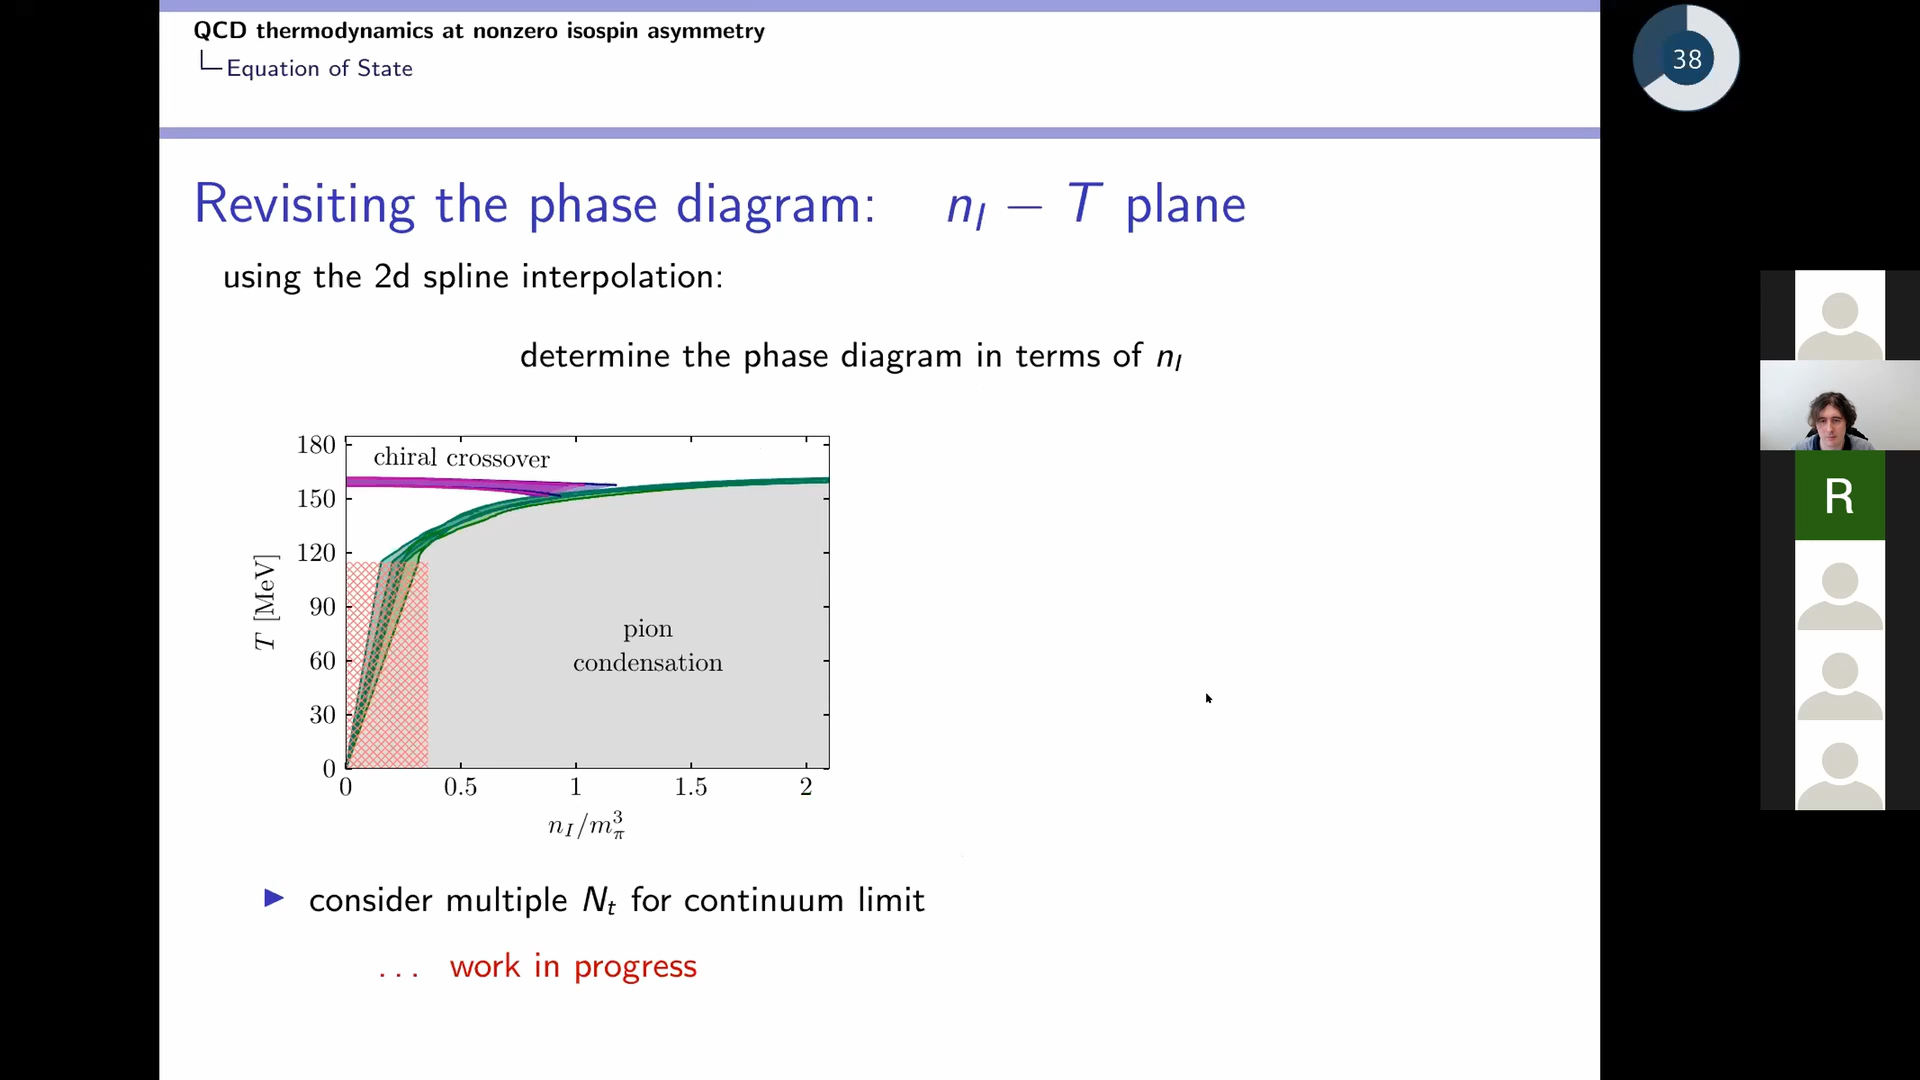 QCD thermodynamics at nonzero isospin asymmetry
Equation of State
38
Revisiting the phase diagram: n_I − T plane
using the 2d spline interpolation:
determine the phase diagram in terms of n_I
180
chiral crossover
150
120
90
60
30
0
T [MeV]
pion
condensation
0 0.5 1 1.5 2
n_I/m_π^3
R
▶ consider multiple N_t for continuum limit
... work in progress